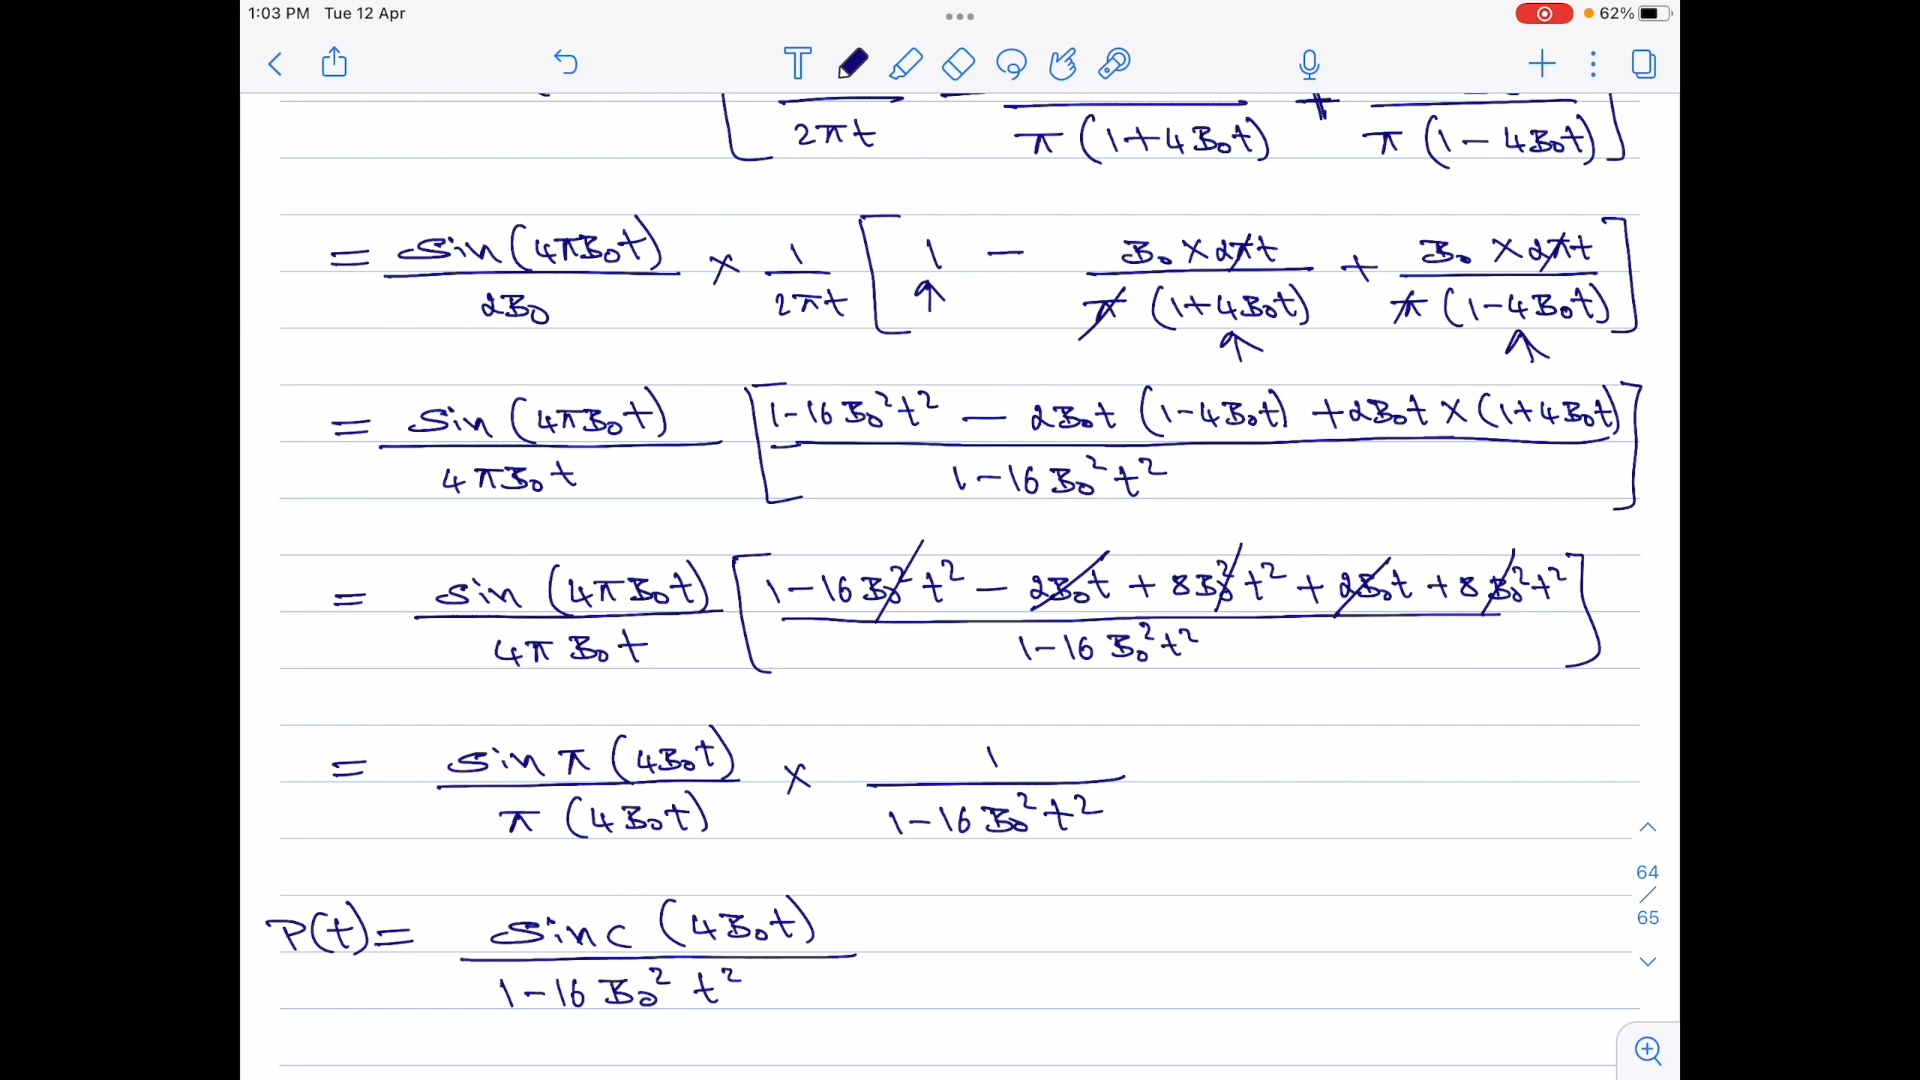 1:03 PM Tue 12 Apr
62%
T
2πt π (1+4B₀t) + π (1-4B₀t)
= sin(4πB₀t)/2B₀ × 1/2πt [ 1 - B₀ × 2πt/π (1+4B₀t) + B₀ × 2πt/π (1-4B₀t) ]
= sin (4πB₀t)/4πB₀t [ 1-16B₀²t² - 2B₀t (1-4B₀t) + 2B₀t × (1+4B₀t)/1-16B₀²t² ]
= sin (4πB₀t)/4πB₀t [ 1-16B₀²t² - 2B₀t + 8B₀²t² + 2B₀t + 8B₀²t²/1-16B₀²t² ]
= sin π (4B₀t)/π (4B₀t) × 1/1-16B₀²t²
64
65
P(t)= sinc (4B₀t)/1-16B₀²t²